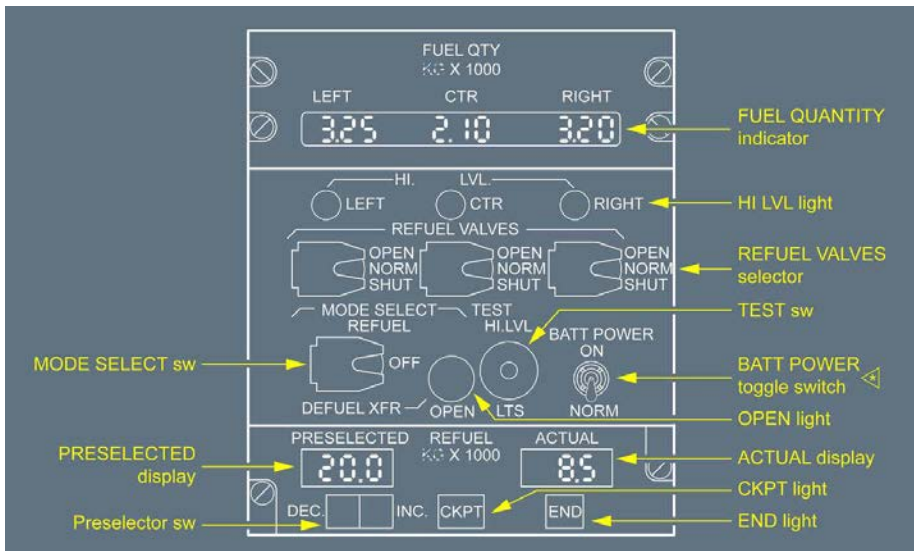 FUEL QTY
KG X 1000
LEFT CTR RIGHT
3.25 2.10 3.20
FUEL QUANTITY
indicator
HI. LVL.
LEFT CTR RIGHT
HI LVL light
REFUEL VALVES
OPEN OPEN OPEN
NORM NORM NORM
SHUT SHUT SHUT
REFUEL VALVES
selector
MODE SELECT TEST
REFUEL HI.LVL
TEST sw
BATT POWER
ON
MODE SELECT sw
OFF
BATT POWER
toggle switch
DEFUEL XFR OPEN LTS NORM
OPEN light
PRESELECTED REFUEL ACTUAL
KG X 1000
20.0 8.5
PRESELECTED
display
ACTUAL display
CKPT light
DEC. INC. CKPT END
Preselector sw
END light